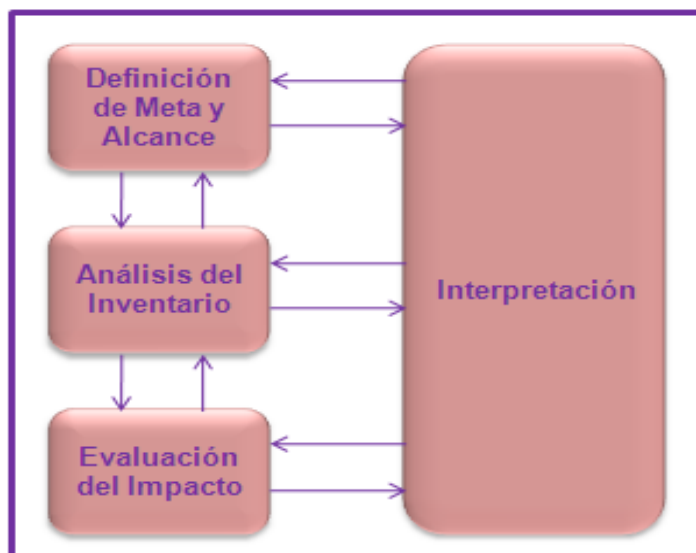 Definición
de Meta y
Alcance
Análisis del
Inventario
Interpretación
Evaluación
del Impacto